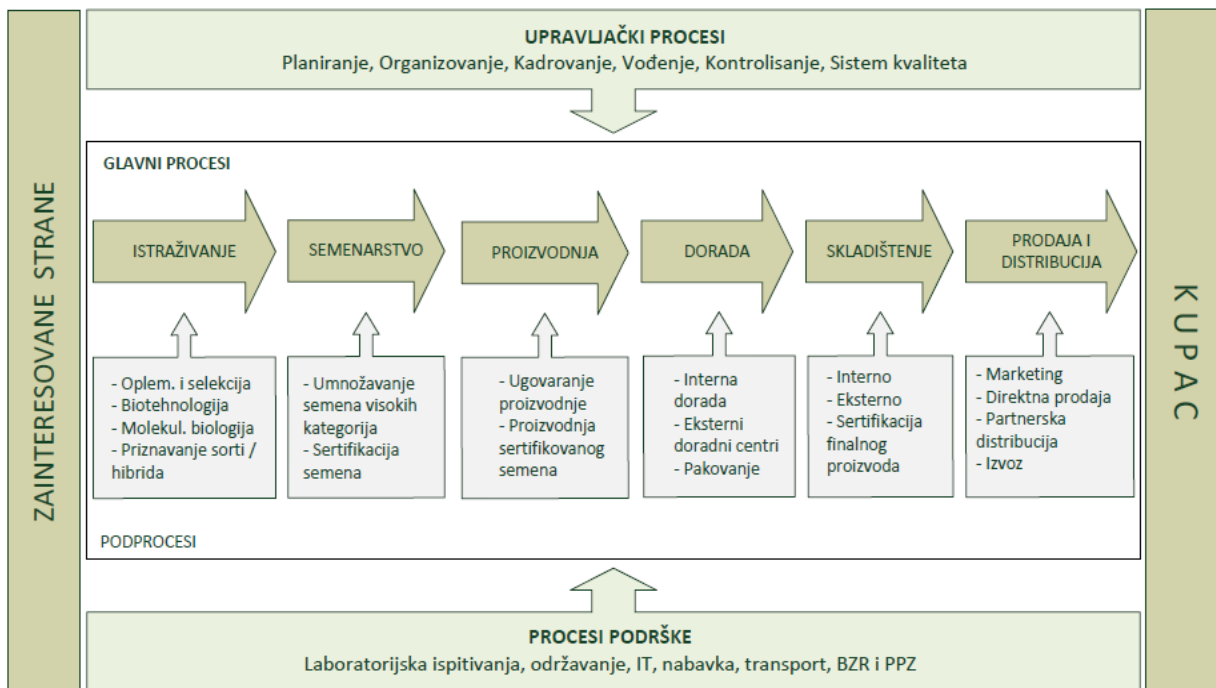 UPRAVLJAČKI PROCESI
Planiranje, Organizovanje, Kadrovanje, Vođenje, Kontrolisanje, Sistem kvaliteta
ZAINTERESOVANE STRANE
GLAVNI PROCESI
ISTRAŽIVANJE
SEMENARSTVO
PROIZVODNJA
DORADA
SKLADIŠTENJE
PRODAJA I
DISTRIBUCIJA
- Oplem. i selekcija
- Biotehnologija
- Molekul. biologija
- Priznavanje sorti /
hibrida
- Umnožavanje
semena visokih
kategorija
- Sertifikacija
semena
- Ugovaranje
proizvodnje
- Proizvodnja
sertifikovanog
semena
- Interna
dorada
- Eksterni
doradni centri
- Pakovanje
- Interno
- Eksterno
- Sertifikacija
finalnog
proizvoda
- Marketing
- Direktna prodaja
- Partnerska
distribucija
- Izvoz
PODPROCESI
KUPAC
PROCESI PODRŠKE
Laboratorijska ispitivanja, održavanje, IT, nabavka, transport, BZR i PPZ